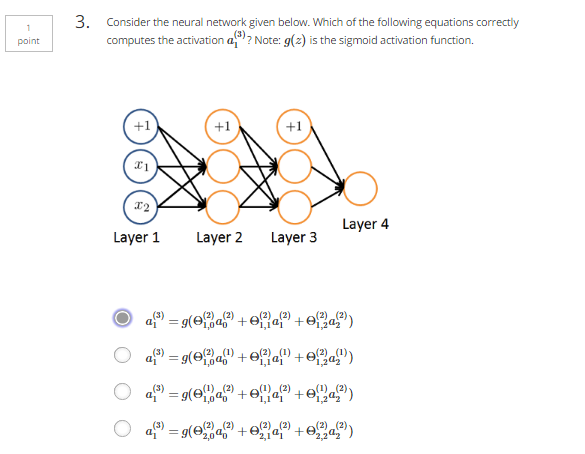 1
point
3. Consider the neural network given below. Which of the following equations correctly
computes the activation a₁⁽³⁾? Note: g(z) is the sigmoid activation function.
+1 +1 +1
x₁
x₂
Layer 4
Layer 1 Layer 2 Layer 3
a₁⁽³⁾ = g(Θ₁,₀⁽²⁾a₀⁽²⁾ + Θ₁,₁⁽²⁾a₁⁽²⁾ + Θ₁,₂⁽²⁾a₂⁽²⁾)
a₁⁽³⁾ = g(Θ₁,₀⁽²⁾a₀⁽¹⁾ + Θ₁,₁⁽²⁾a₁⁽¹⁾ + Θ₁,₂⁽²⁾a₂⁽¹⁾)
a₁⁽³⁾ = g(Θ₁,₀⁽¹⁾a₀⁽²⁾ + Θ₁,₁⁽¹⁾a₁⁽²⁾ + Θ₁,₂⁽¹⁾a₂⁽²⁾)
a₁⁽³⁾ = g(Θ₂,₀⁽²⁾a₀⁽²⁾ + Θ₂,₁⁽²⁾a₁⁽²⁾ + Θ₂,₂⁽²⁾a₂⁽²⁾)